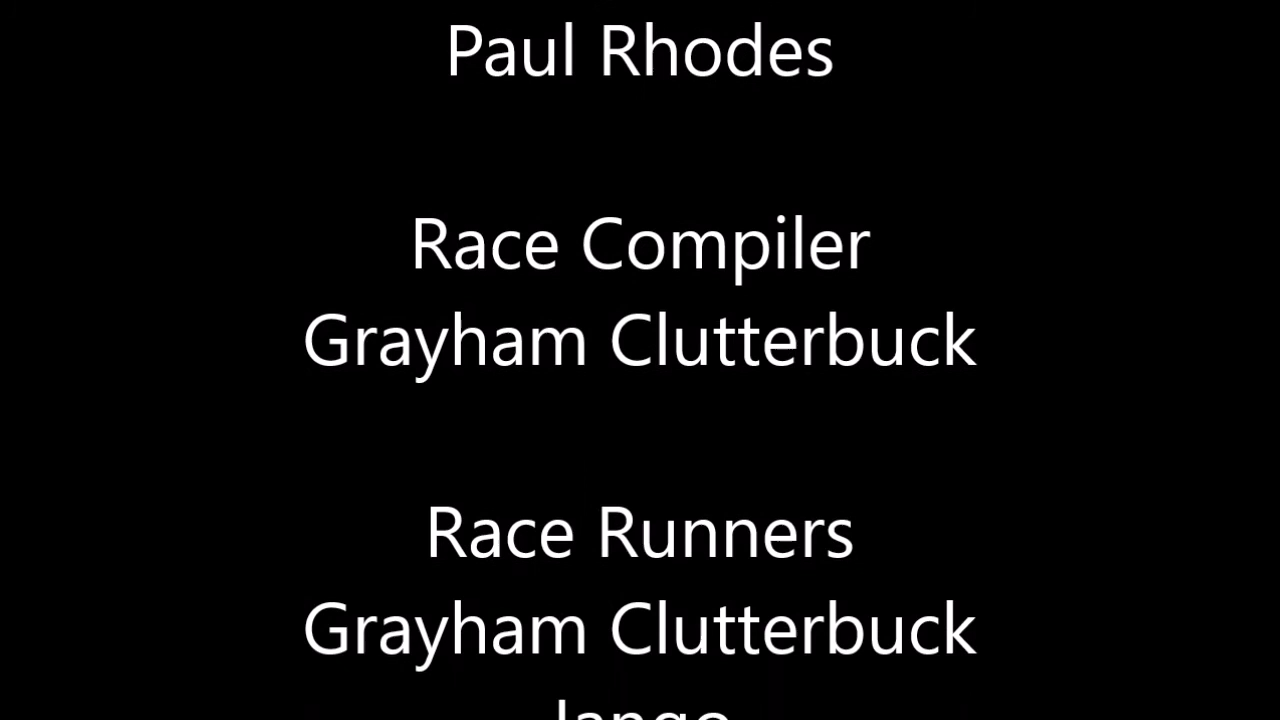 Paul Rhodes
Race Compiler
Grayham Clutterbuck
Race Runners
Grayham Clutterbuck